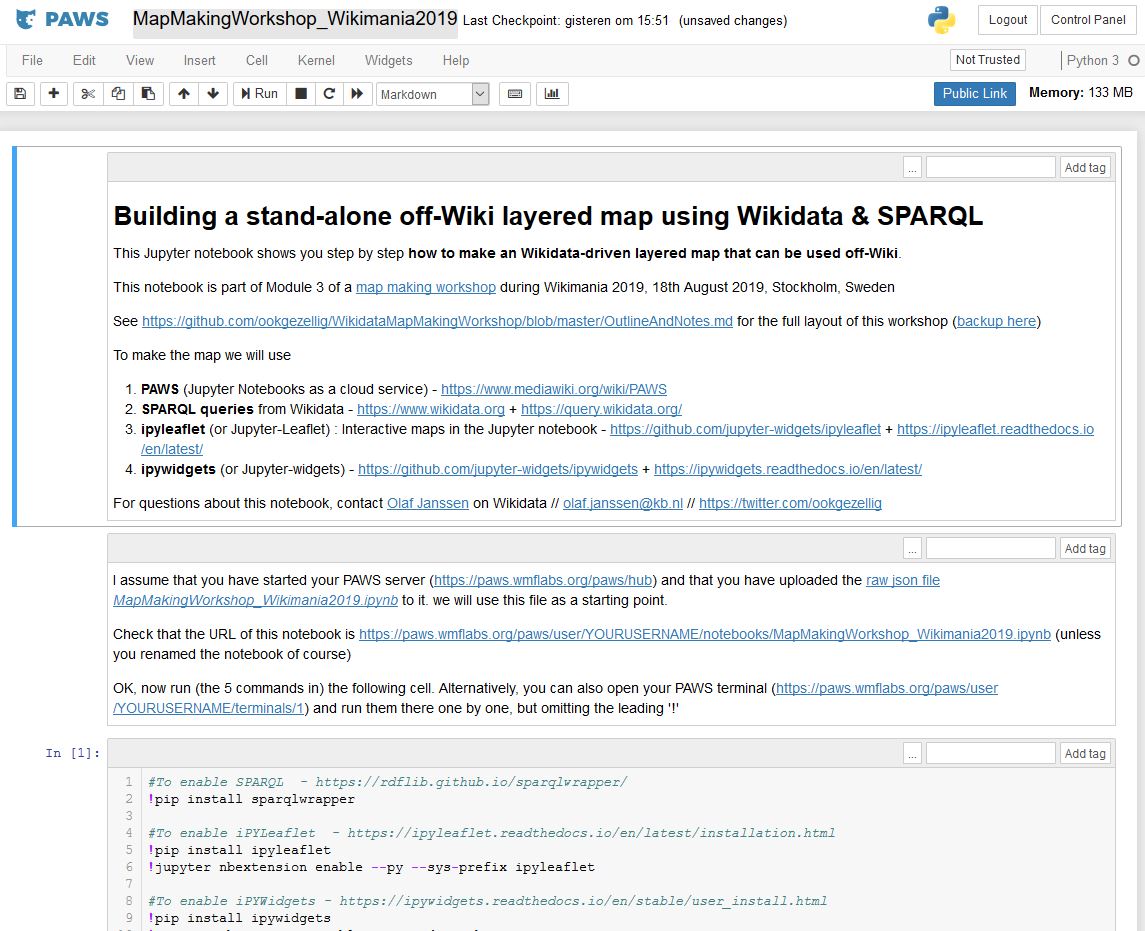 PAWS MapMakingWorkshop_Wikimania2019 Last Checkpoint: gisteren om 15:51 (unsaved changes) Logout Control Panel
File Edit View Insert Cell Kernel Widgets Help Not Trusted Python 3
Run Markdown Public Link Memory: 133 MB
... Add tag
Building a stand-alone off-Wiki layered map using Wikidata & SPARQL
This Jupyter notebook shows you step by step how to make an Wikidata-driven layered map that can be used off-Wiki.
This notebook is part of Module 3 of a map making workshop during Wikimania 2019, 18th August 2019, Stockholm, Sweden
See https://github.com/ookgezellig/WikidataMapMakingWorkshop/blob/master/OutlineAndNotes.md for the full layout of this workshop (backup here)
To make the map we will use
1. PAWS (Jupyter Notebooks as a cloud service) - https://www.mediawiki.org/wiki/PAWS
2. SPARQL queries from Wikidata - https://www.wikidata.org + https://query.wikidata.org/
3. ipyleaflet (or Jupyter-Leaflet) : Interactive maps in the Jupyter notebook - https://github.com/jupyter-widgets/ipyleaflet + https://ipyleaflet.readthedocs.io
/en/latest/
4. ipywidgets (or Jupyter-widgets) - https://github.com/jupyter-widgets/ipywidgets + https://ipywidgets.readthedocs.io/en/latest/
For questions about this notebook, contact Olaf Janssen on Wikidata // olaf.janssen@kb.nl // https://twitter.com/ookgezellig
... Add tag
I assume that you have started your PAWS server (https://paws.wmflabs.org/paws/hub) and that you have uploaded the raw json file
MapMakingWorkshop_Wikimania2019.ipynb to it. we will use this file as a starting point.
Check that the URL of this notebook is https://paws.wmflabs.org/paws/user/YOURUSERNAME/notebooks/MapMakingWorkshop_Wikimania2019.ipynb (unless
you renamed the notebook of course)
OK, now run (the 5 commands in) the following cell. Alternatively, you can also open your PAWS terminal (https://paws.wmflabs.org/paws/user
/YOURUSERNAME/terminals/1) and run them there one by one, but omitting the leading '!'
In [1]: ... Add tag
1 #To enable SPARQL - https://rdflib.github.io/sparqlwrapper/
2 !pip install sparqlwrapper
3
4 #To enable iPYLeaflet - https://ipyleaflet.readthedocs.io/en/latest/installation.html
5 !pip install ipyleaflet
6 !jupyter nbextension enable --py --sys-prefix ipyleaflet
7
8 #To enable iPYWidgets - https://ipywidgets.readthedocs.io/en/stable/user_install.html
9 !pip install ipywidgets